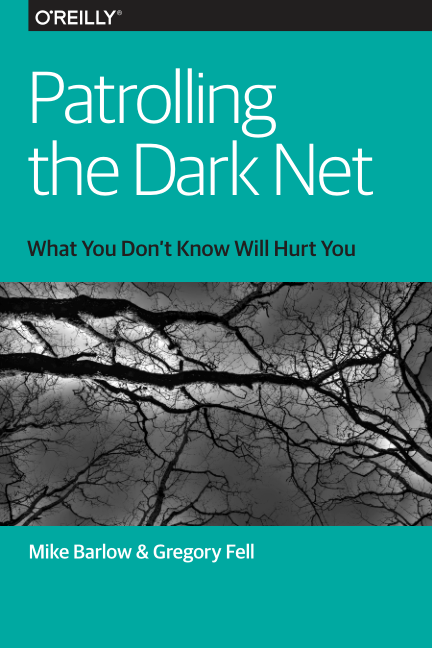 O'REILLY®
Patrolling
the Dark Net
What You Don't Know Will Hurt You
Mike Barlow & Gregory Fell